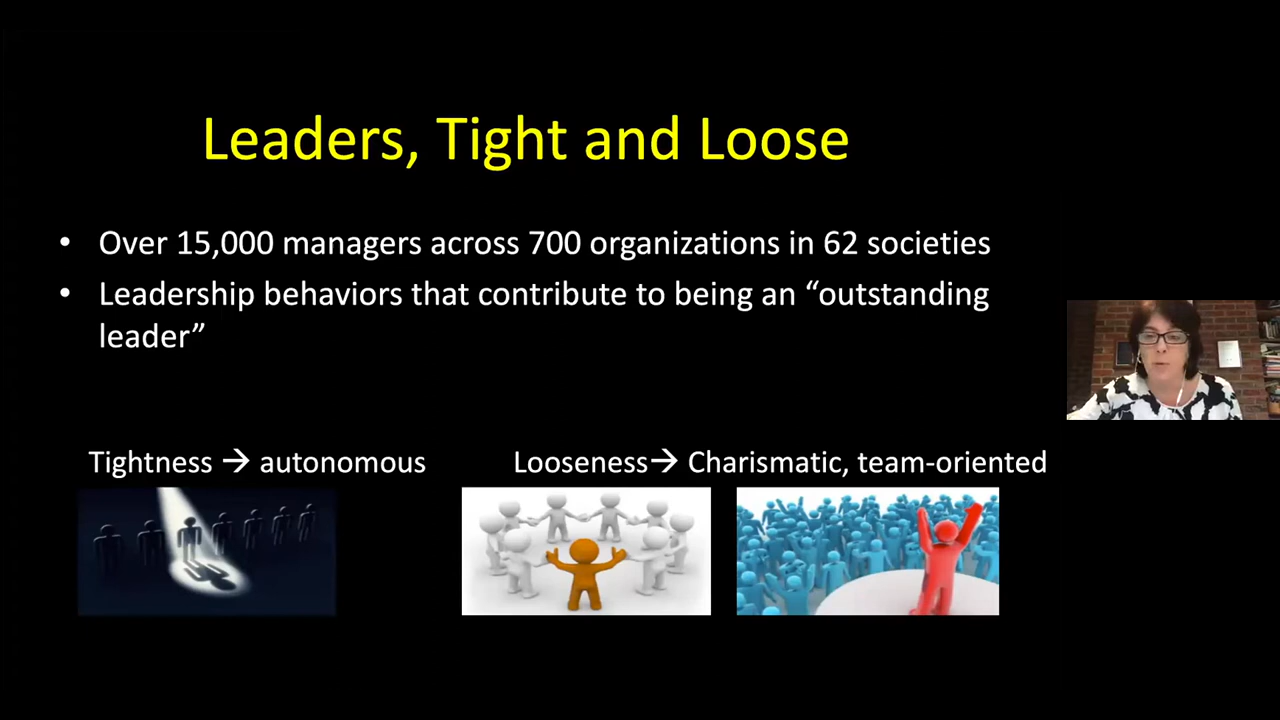 Leaders, Tight and Loose
• Over 15,000 managers across 700 organizations in 62 societies
• Leadership behaviors that contribute to being an “outstanding
leader”
Tightness → autonomous
Looseness→ Charismatic, team-oriented